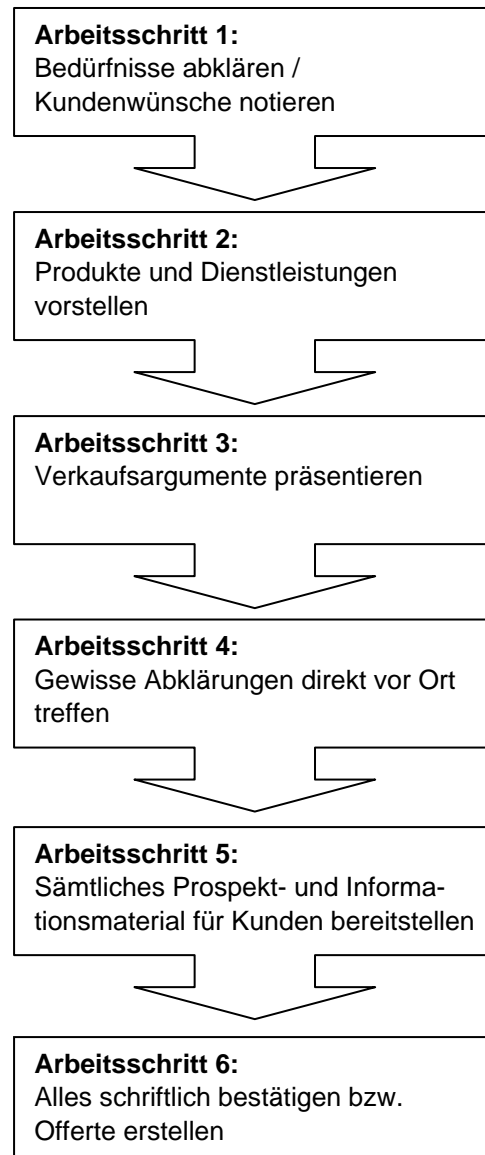 Arbeitsschritt 1:
Bedürfnisse abklären /
Kundenwünsche notieren
Arbeitsschritt 2:
Produkte und Dienstleistungen
vorstellen
Arbeitsschritt 3:
Verkaufsargumente präsentieren
Arbeitsschritt 4:
Gewisse Abklärungen direkt vor Ort
treffen
Arbeitsschritt 5:
Sämtliches Prospekt- und Informa-
tionsmaterial für Kunden bereitstellen
Arbeitsschritt 6:
Alles schriftlich bestätigen bzw.
Offerte erstellen